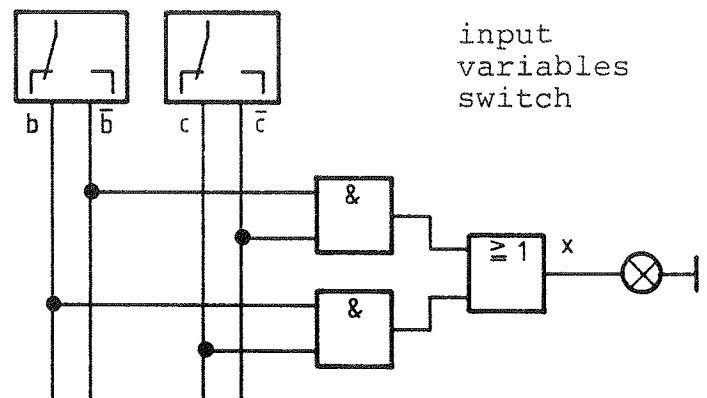 input
variables
switch
b b̅ c c̅
&
≧ 1 x
&